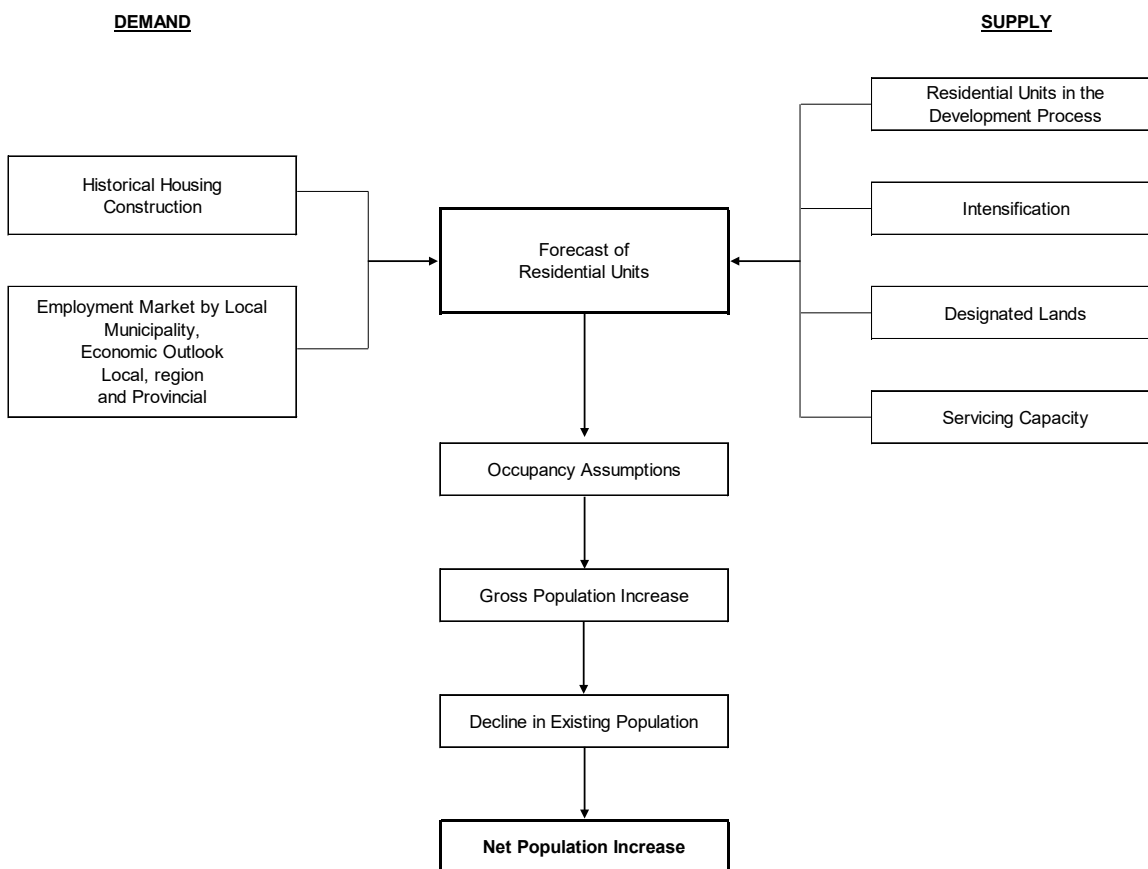 DEMAND
SUPPLY
Residential Units in the
Development Process
Historical Housing
Construction
Intensification
Forecast of
Residential Units
Employment Market by Local
Municipality,
Economic Outlook
Local, region
and Provincial
Designated Lands
Servicing Capacity
Occupancy Assumptions
Gross Population Increase
Decline in Existing Population
Net Population Increase